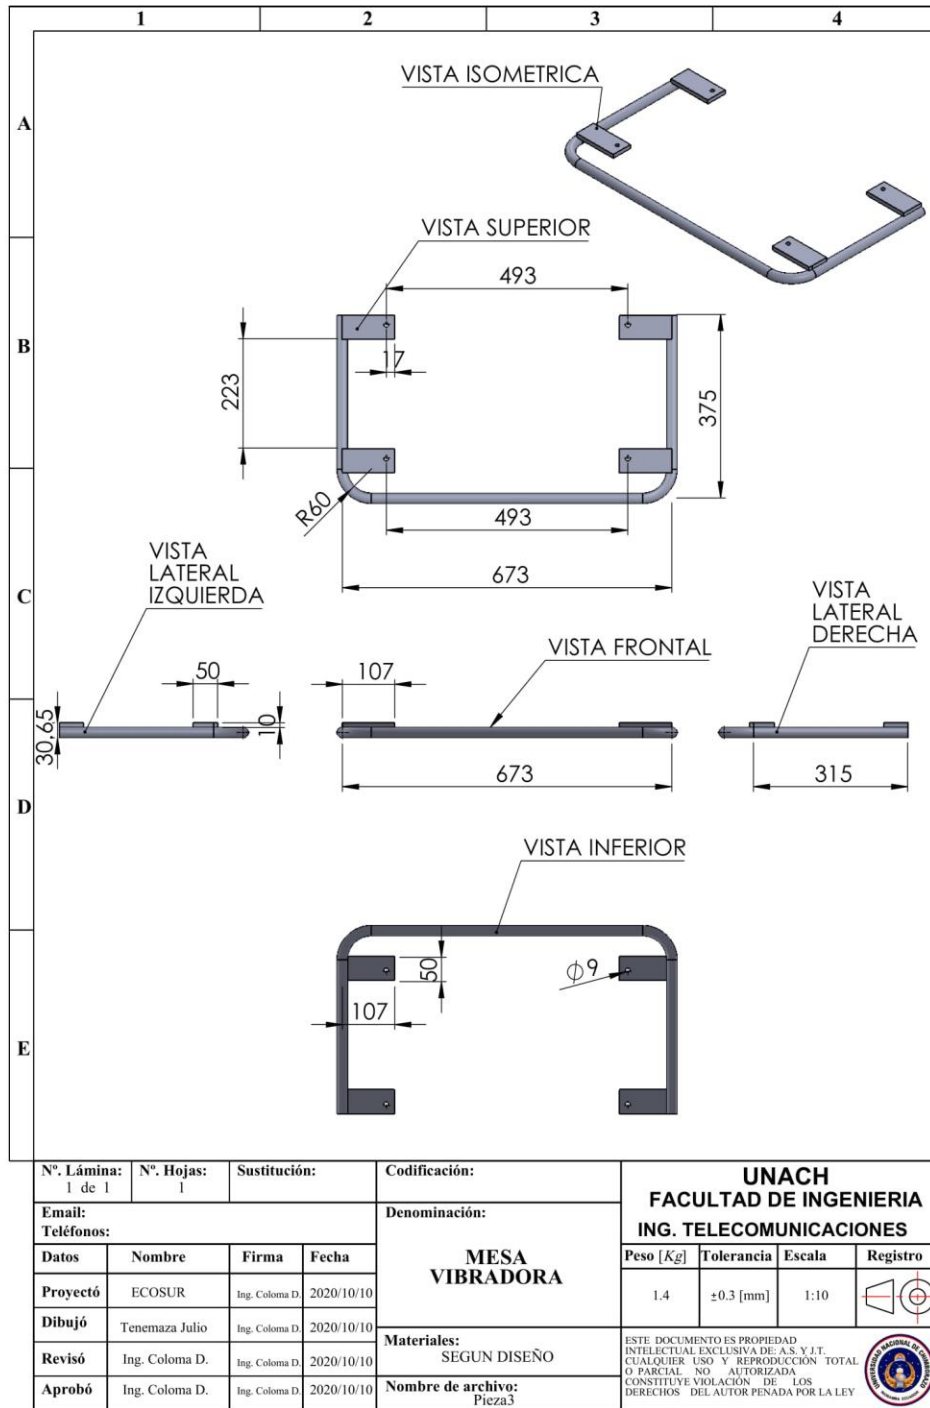 1 2 3 4
A
B
C
D
E
VISTA ISOMETRICA
VISTA SUPERIOR
493
17
223
375
R60
493
673
VISTA
LATERAL
IZQUIERDA
50
30,65
10
VISTA FRONTAL
107
673
VISTA
LATERAL
DERECHA
315
VISTA INFERIOR
50
107
∅9
Nº. Lámina:
1 de 1
Nº. Hojas:
1
Sustitución:
Codificación:
Email:
Teléfonos:
Denominación:
MESA
VIBRADORA
Datos Nombre Firma Fecha
Proyectó ECOSUR Ing. Coloma D. 2020/10/10
Dibujó Tenemaza Julio Ing. Coloma D. 2020/10/10
Revisó Ing. Coloma D. Ing. Coloma D. 2020/10/10
Aprobó Ing. Coloma D. Ing. Coloma D. 2020/10/10
Materiales:
SEGUN DISEÑO
Nombre de archivo:
Pieza3
UNACH
FACULTAD DE INGENIERIA
ING. TELECOMUNICACIONES
Peso [Kg] Tolerancia Escala Registro
1.4 ±0.3 [mm] 1:10
ESTE DOCUMENTO ES PROPIEDAD
INTELECTUAL EXCLUSIVA DE: A.S. Y J.T.
CUALQUIER USO Y REPRODUCCIÓN TOTAL
O PARCIAL NO AUTORIZADA
CONSTITUYE VIOLACIÓN DE LOS
DERECHOS DEL AUTOR PENADA POR LA LEY
UNIVERSIDAD NACIONAL DE CHIMBORAZO